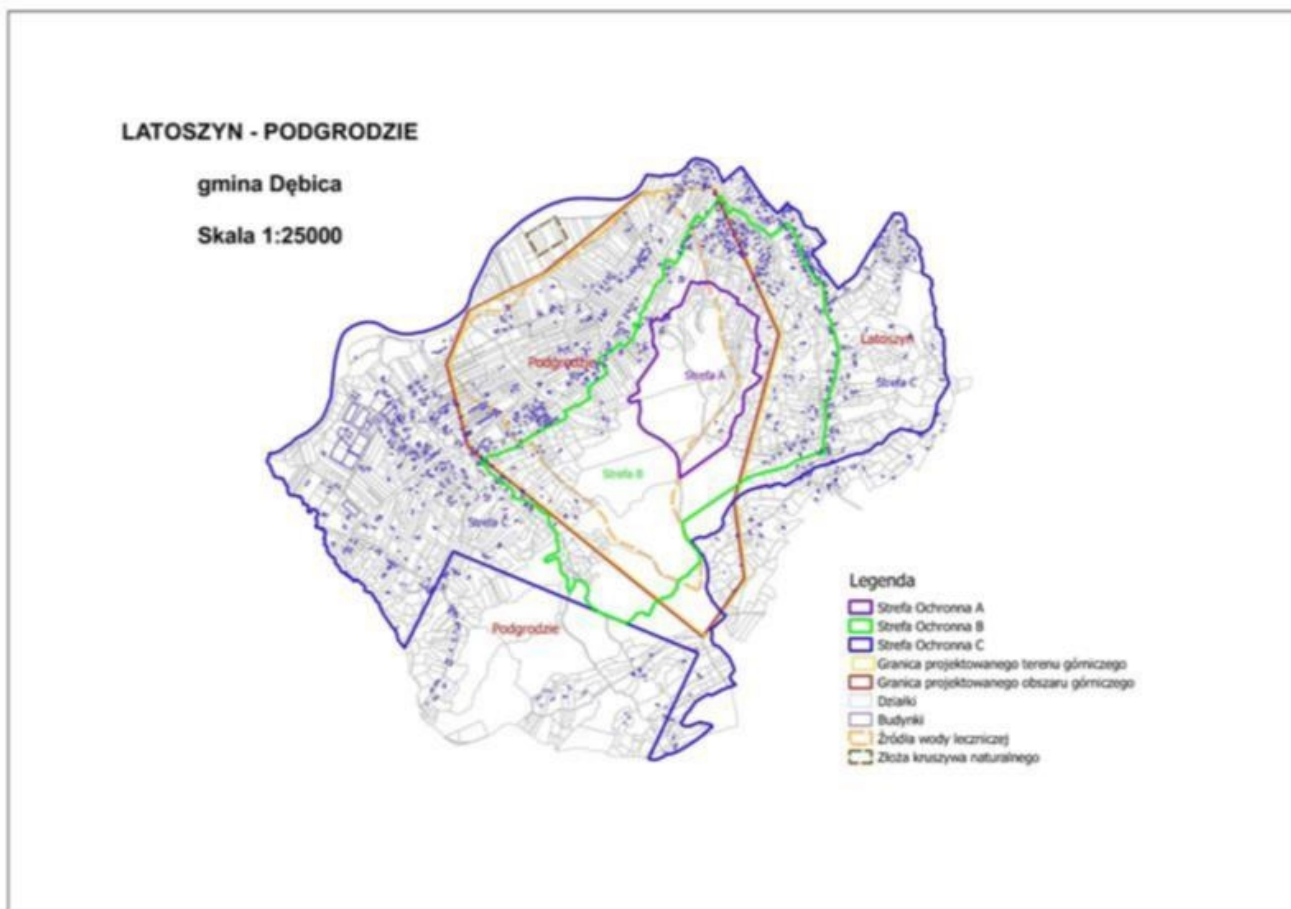 LATOSZYN - PODGRODZIE
gmina Dębica
Skala 1:25000
Latoszyn
Podgrodzie
Strefa A
Strefa C
Strefa B
Strefa C
Podgrodzie
Legenda
Strefa Ochronna A
Strefa Ochronna B
Strefa Ochronna C
Granica projektowanego terenu górniczego
Granica projektowanego obszaru górniczego
Działki
Budynki
Źródła wody leczniczej
Złoża kruszywa naturalnego